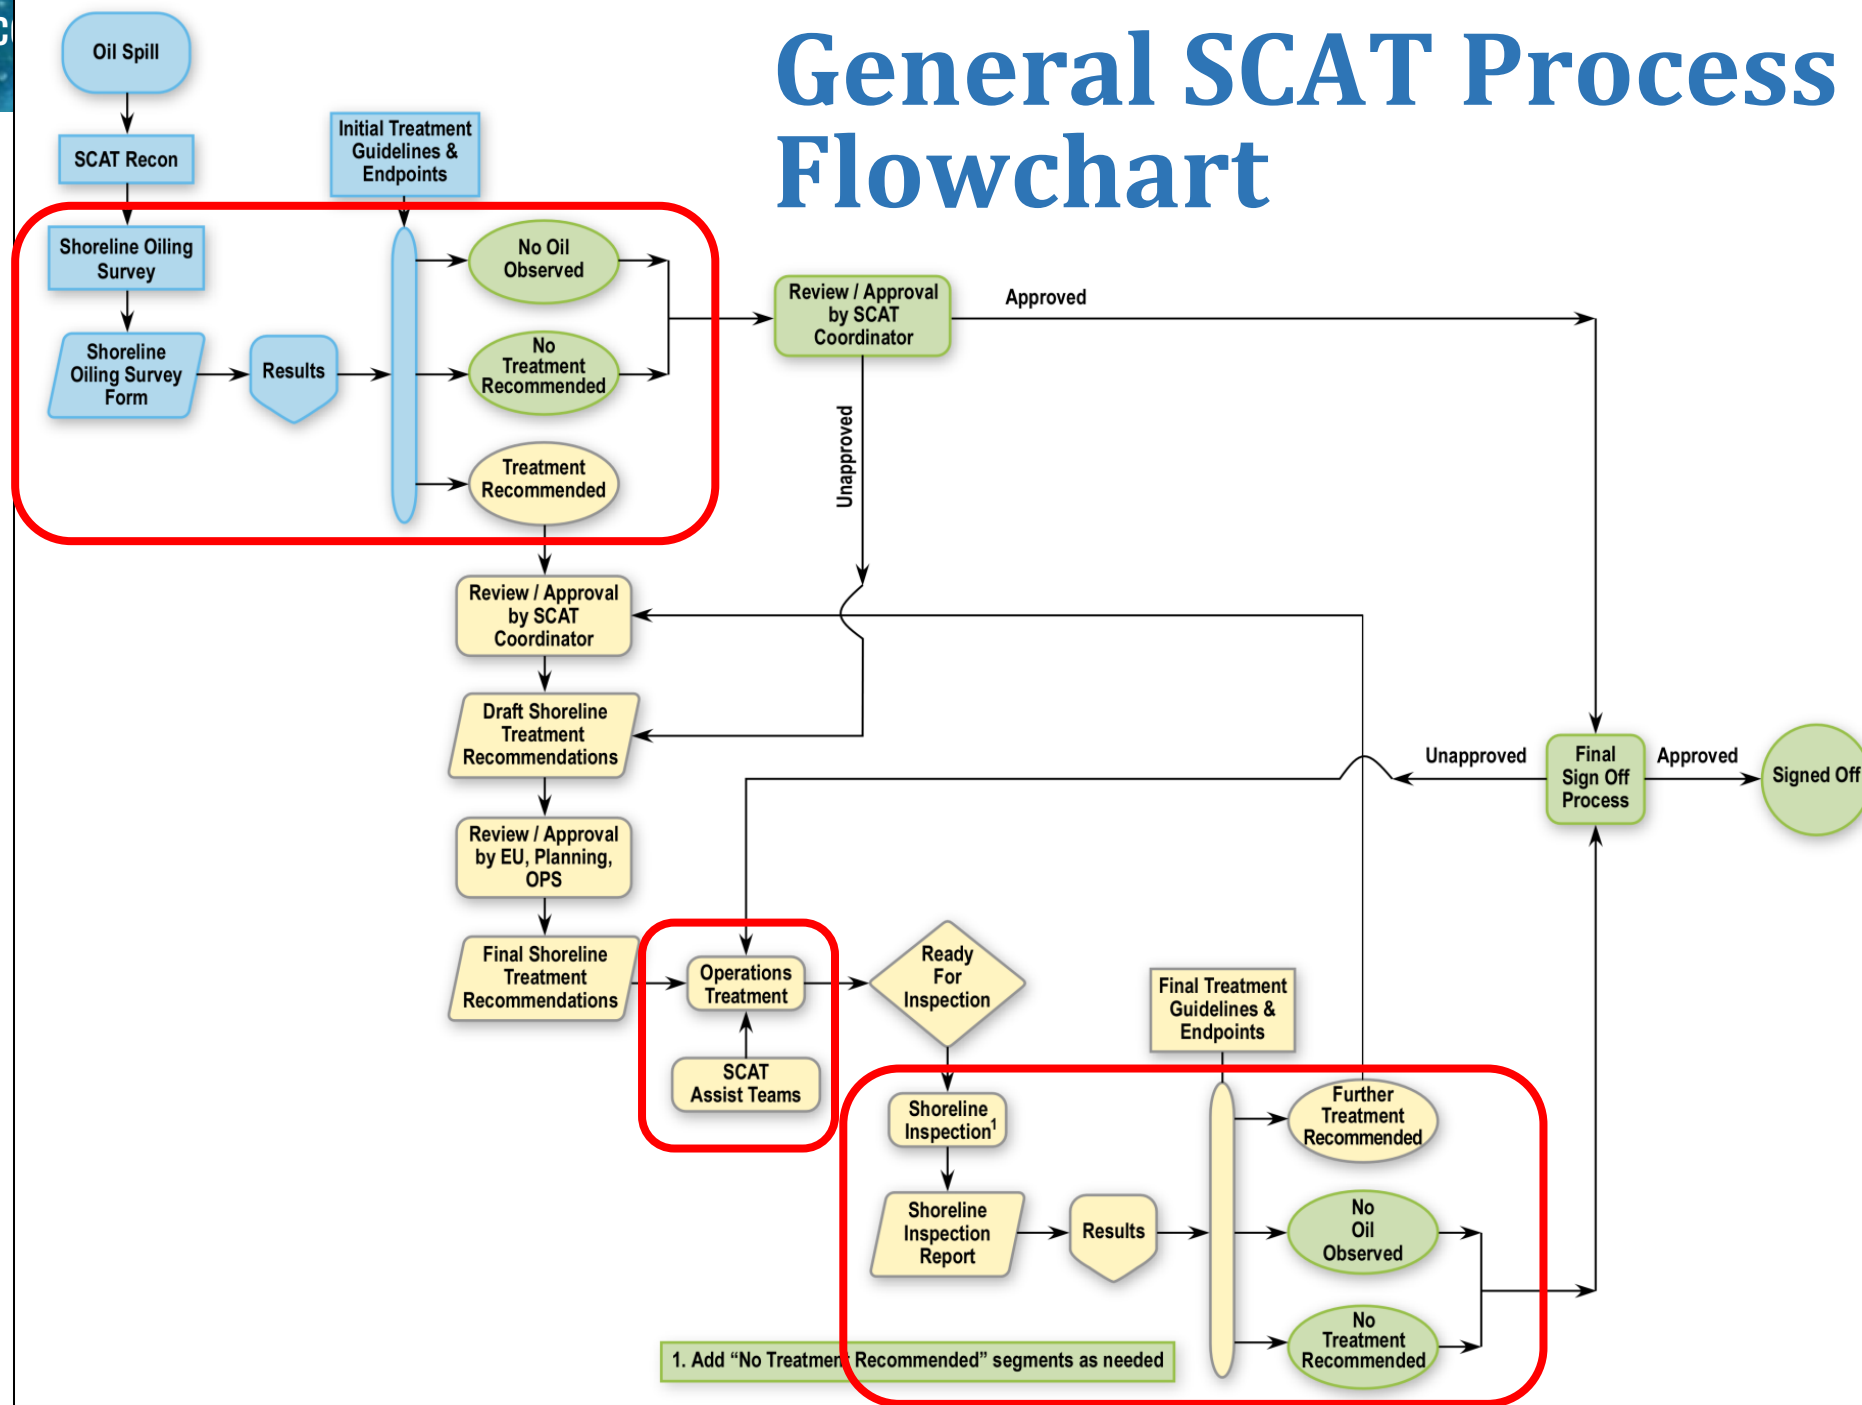 General SCAT Process
Flowchart
Oil Spill
SCAT Recon
Initial Treatment
Guidelines &
Endpoints
Shoreline Oiling
Survey
Shoreline
Oiling Survey
Form
Results
No Oil
Observed
No
Treatment
Recommended
Treatment
Recommended
Review / Approval
by SCAT
Coordinator
Approved
Unapproved
Review / Approval
by SCAT
Coordinator
Draft Shoreline
Treatment
Recommendations
Review / Approval
by EU, Planning,
OPS
Final Shoreline
Treatment
Recommendations
Unapproved
Final
Sign Off
Process
Approved
Signed Off
Operations
Treatment
SCAT
Assist Teams
Ready
For
Inspection
Shoreline
Inspection¹
Shoreline
Inspection
Report
Results
Final Treatment
Guidelines &
Endpoints
Further
Treatment
Recommended
No
Oil
Observed
No
Treatment
Recommended
1. Add “No Treatment Recommended” segments as needed